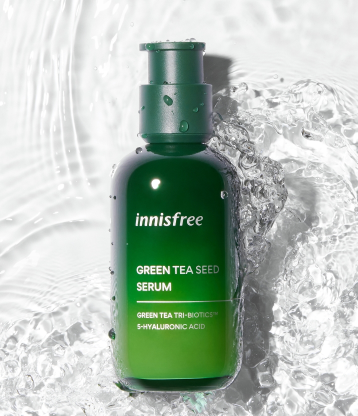 innisfree
GREEN TEA SEED
SERUM
GREEN TEA TRI-BIOTICS™
5-HYALURONIC ACID